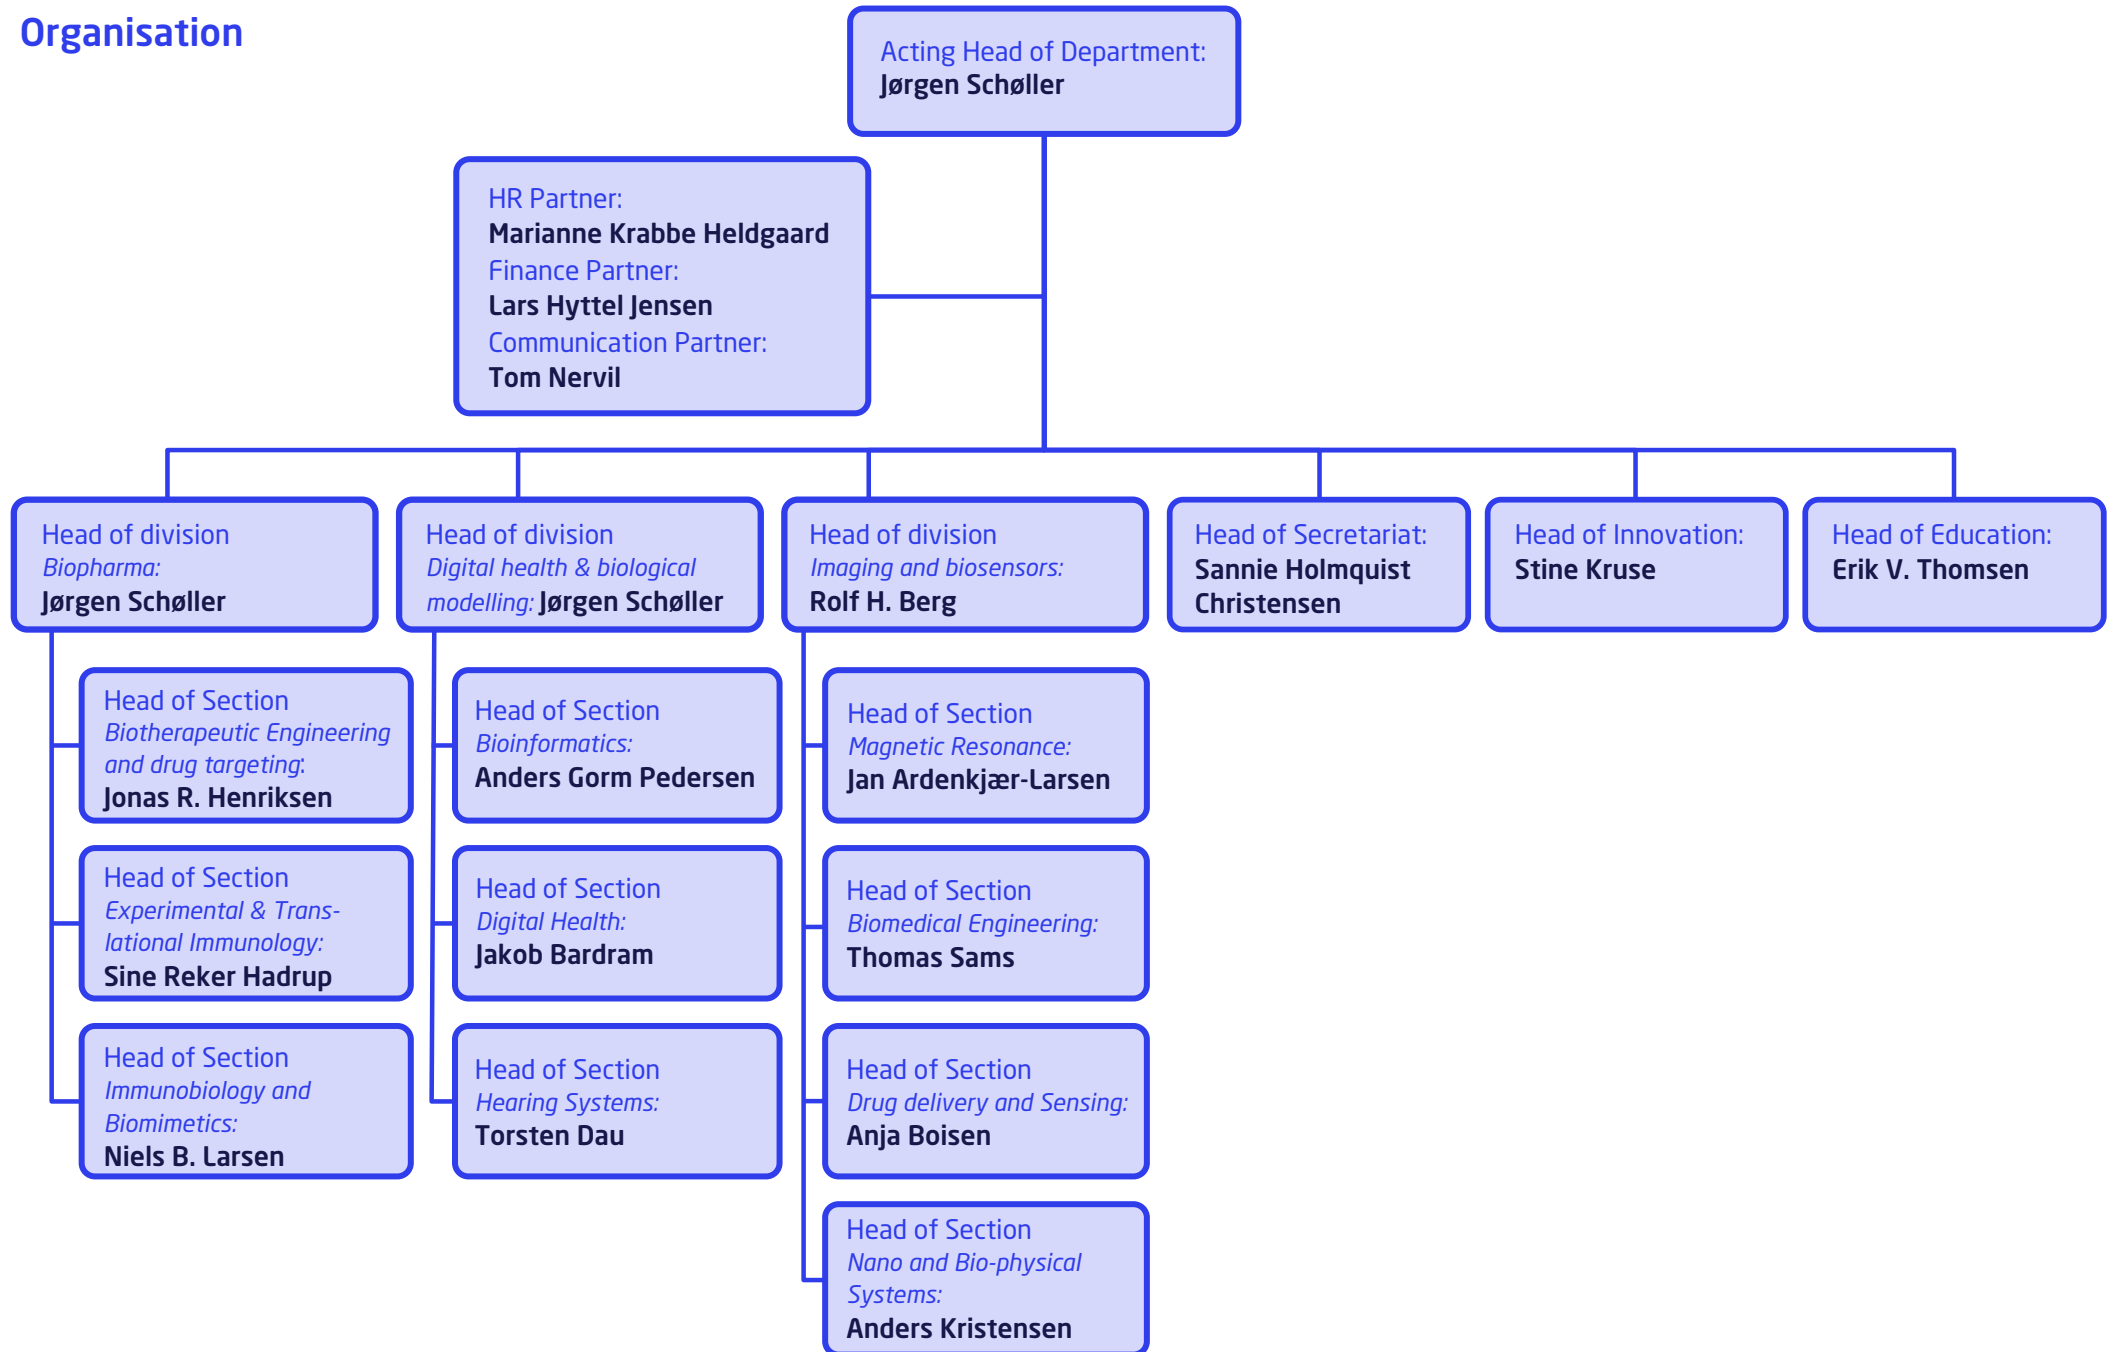 Organisation
Acting Head of Department:
Jørgen Schøller
HR Partner:
Marianne Krabbe Heldgaard
Finance Partner:
Lars Hyttel Jensen
Communication Partner:
Tom Nervil
Head of division
Biopharma:
Jørgen Schøller
Head of division
Digital health & biological
modelling: Jørgen Schøller
Head of division
Imaging and biosensors:
Rolf H. Berg
Head of Secretariat:
Sannie Holmquist
Christensen
Head of Innovation:
Stine Kruse
Head of Education:
Erik V. Thomsen
Head of Section
Biotherapeutic Engineering
and drug targeting:
Jonas R. Henriksen
Head of Section
Experimental & Trans-
lational Immunology:
Sine Reker Hadrup
Head of Section
Immunobiology and
Biomimetics:
Niels B. Larsen
Head of Section
Bioinformatics:
Anders Gorm Pedersen
Head of Section
Digital Health:
Jakob Bardram
Head of Section
Hearing Systems:
Torsten Dau
Head of Section
Magnetic Resonance:
Jan Ardenkjær-Larsen
Head of Section
Biomedical Engineering:
Thomas Sams
Head of Section
Drug delivery and Sensing:
Anja Boisen
Head of Section
Nano and Bio-physical
Systems:
Anders Kristensen